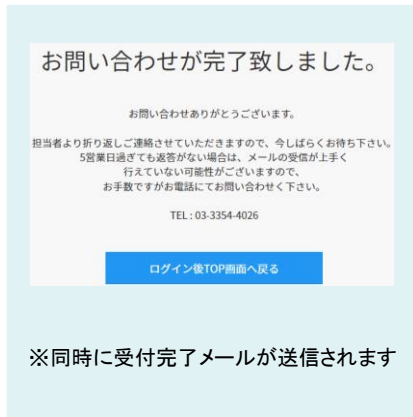 お問い合わせが完了致しました。
お問い合わせありがとうございます。
担当者より折り返しご連絡させていただきますので、今しばらくお待ち下さい。
5営業日過ぎても返答がない場合は、メールの受信が上手く
行えていない可能性がございますので、
お手数ですがお電話にてお問い合わせく下さい。
TEL : 03-3354-4026
ログイン後TOP画面へ戻る
※同時に受付完了メールが送信されます